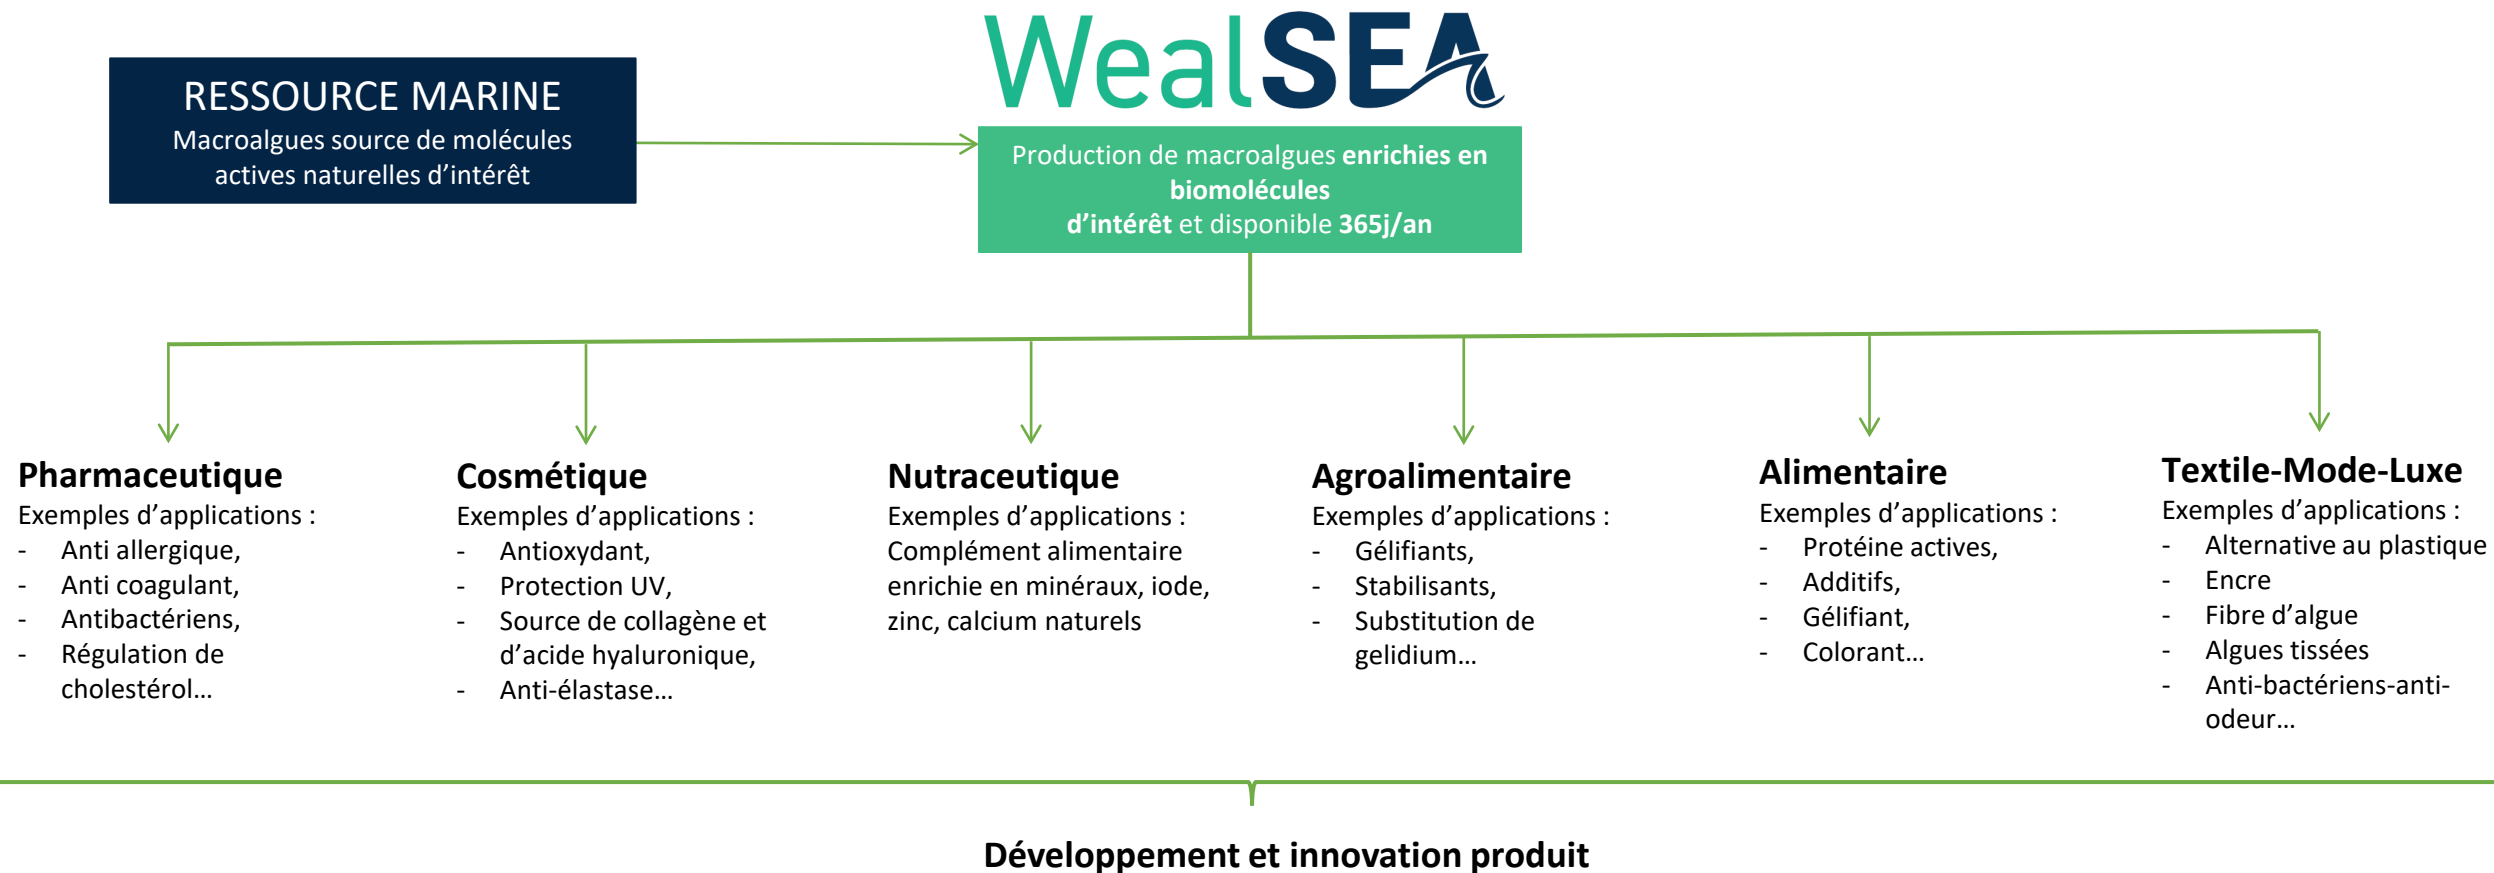 WealSEA
RESSOURCE MARINE
Macroalgues source de molécules
actives naturelles d’intérêt
Production de macroalgues enrichies en
biomolécules
d’intérêt et disponible 365j/an
Pharmaceutique
Exemples d’applications :
- Anti allergique,
- Anti coagulant,
- Antibactériens,
- Régulation de
cholestérol…
Cosmétique
Exemples d’applications :
- Antioxydant,
- Protection UV,
- Source de collagène et
d’acide hyaluronique,
- Anti-élastase…
Nutraceutique
Exemples d’applications :
Complément alimentaire
enrichie en minéraux, iode,
zinc, calcium naturels
Agroalimentaire
Exemples d’applications :
- Gélifiants,
- Stabilisants,
- Substitution de
gelidium…
Alimentaire
Exemples d’applications :
- Protéine actives,
- Additifs,
- Gélifiant,
- Colorant…
Textile-Mode-Luxe
Exemples d’applications :
- Alternative au plastique
- Encre
- Fibre d’algue
- Algues tissées
- Anti-bactériens-anti-
odeur…
Développement et innovation produit